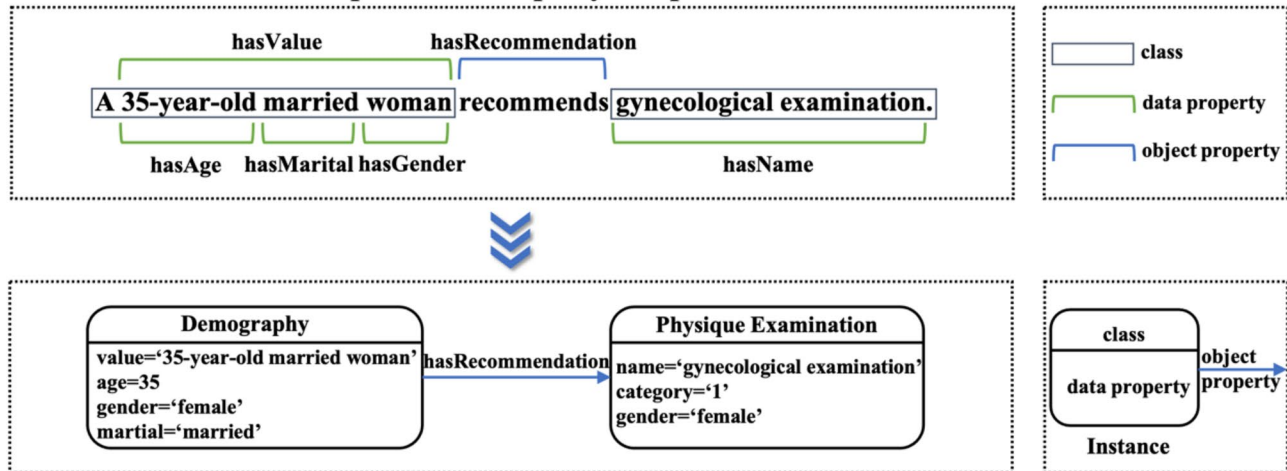 hasValue
hasRecommendation
A 35-year-old married woman recommends gynecological examination.
hasAge
hasMarital
hasGender
hasName
class
data property
object property
Demography
value=‘35-year-old married woman’
age=35
gender=‘female’
martial=‘married’
hasRecommendation
Physique Examination
name=‘gynecological examination’
category=‘1’
gender=‘female’
class
data property
object
property
Instance